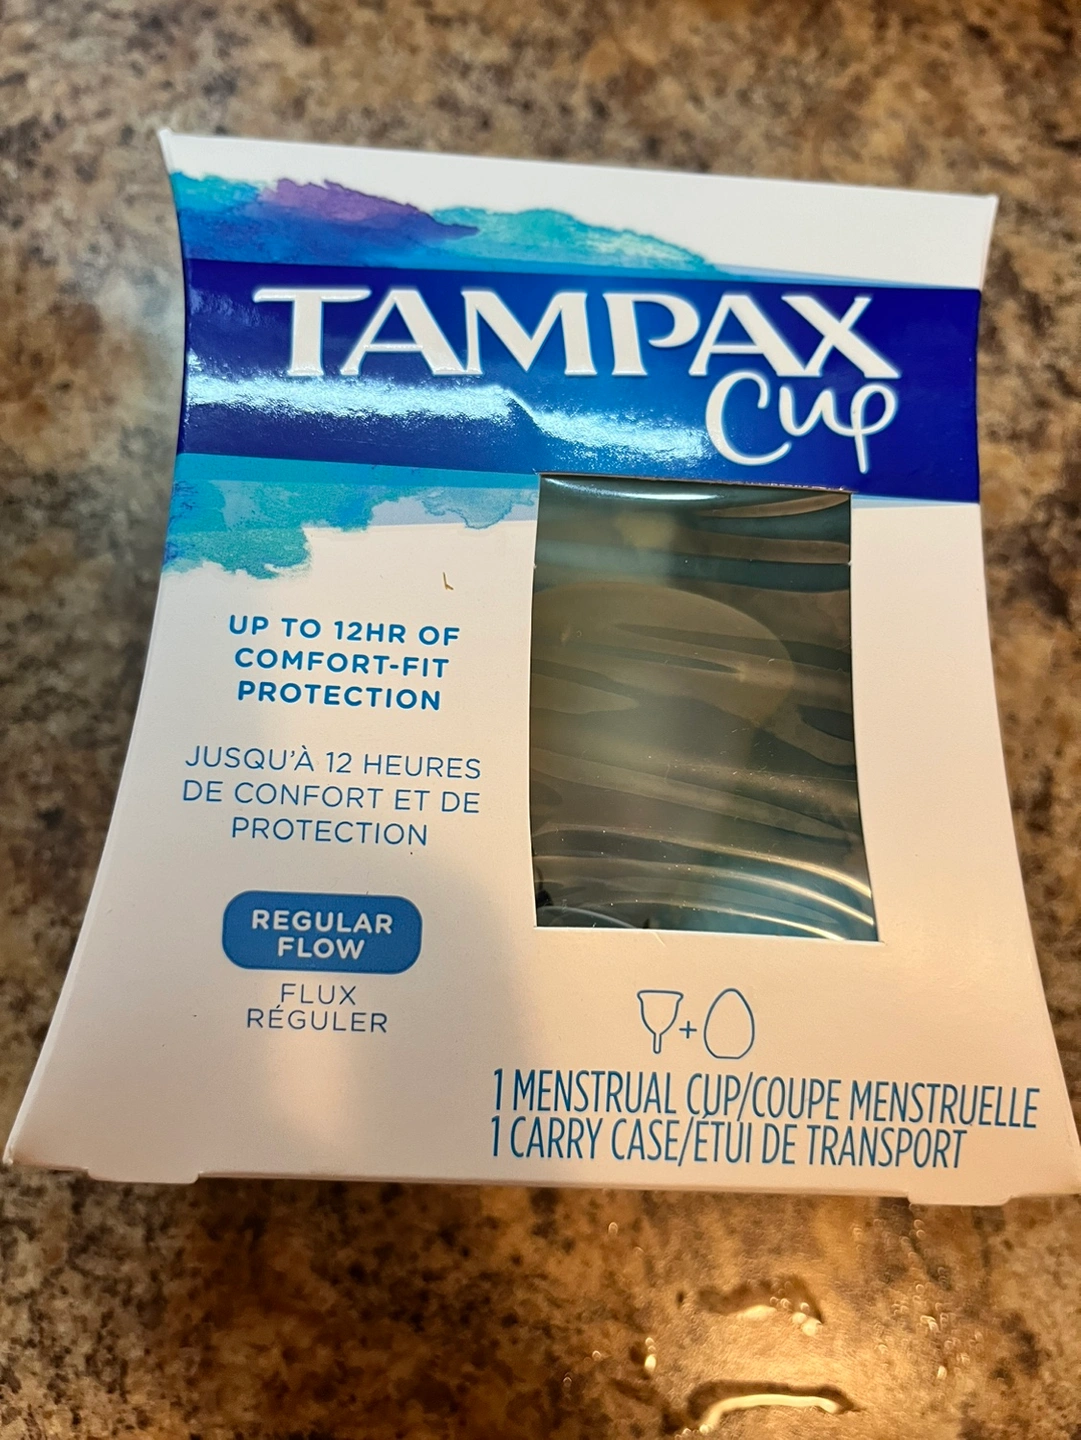 TAMPAX
Cup
UP TO 12HR OF
COMFORT-FIT
PROTECTION
JUSQU'À 12 HEURES
DE CONFORT ET DE
PROTECTION
REGULAR
FLOW
FLUX
RÉGULER
+
1 MENSTRUAL CUP/COUPE MENSTRUELLE
1 CARRY CASE/ÉTUI DE TRANSPORT